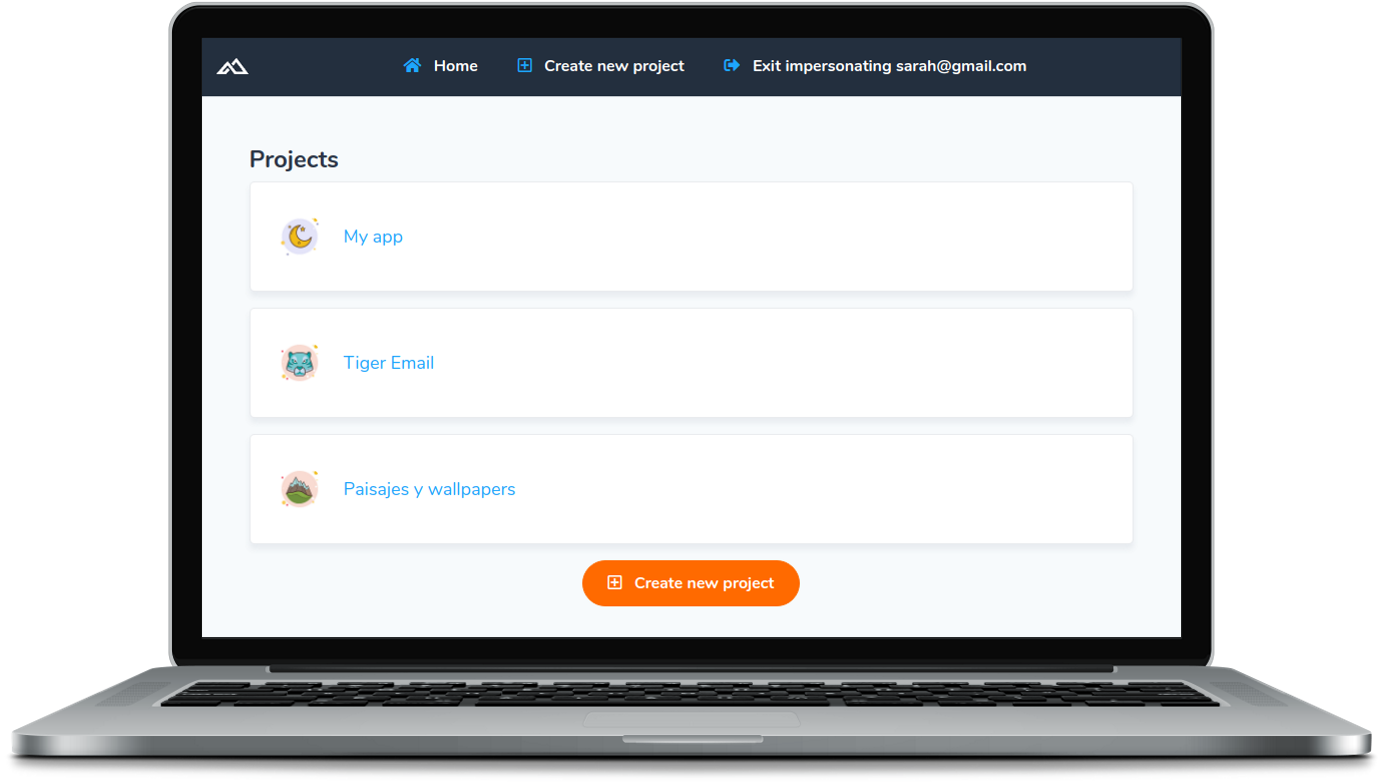 Home
Create new project
Exit impersonating sarah@gmail.com
Projects
My app
Tiger Email
Paisajes y wallpapers
Create new project